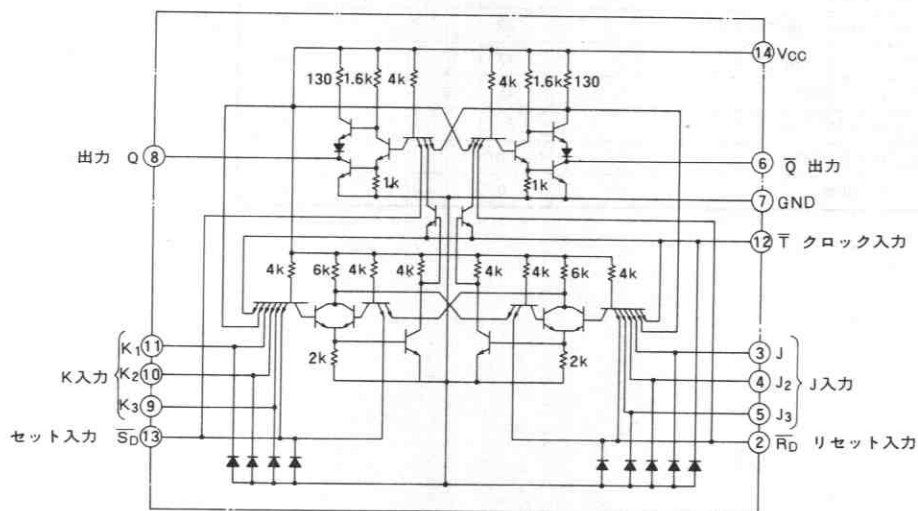 14 Vcc
130 1.6k 4k 4k 1.6k 130
出力 Q 8
6 Q̅ 出力
1k 1k
7 GND
12 T̅ クロック入力
4k 6k 4k 4k 4k 4k 6k 4k
2k 2k
K入力
K₁ 11
K₂ 10
K₃ 9
3 J
4 J₂
5 J₃
J入力
セット入力 S̅D̅ 13
2 R̅D̅ リセット入力